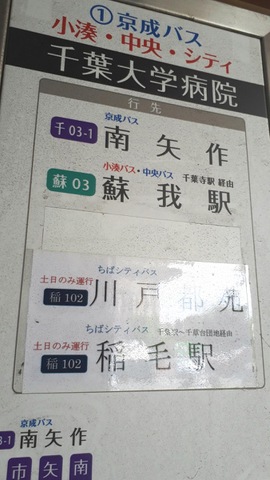 ①京成バス
小湊・中央・シティ
千葉大学病院
行先
京成バス
千03-1 南矢作
小湊バス・中央バス 千葉寺駅 経由
蘇03 蘇我駅
ちばシティバス
土日のみ運行
稲102 川戸都苑
ちばシティバス
土日のみ運行
稲102 稲毛駅
京成バス
3-1 南矢作
市矢南